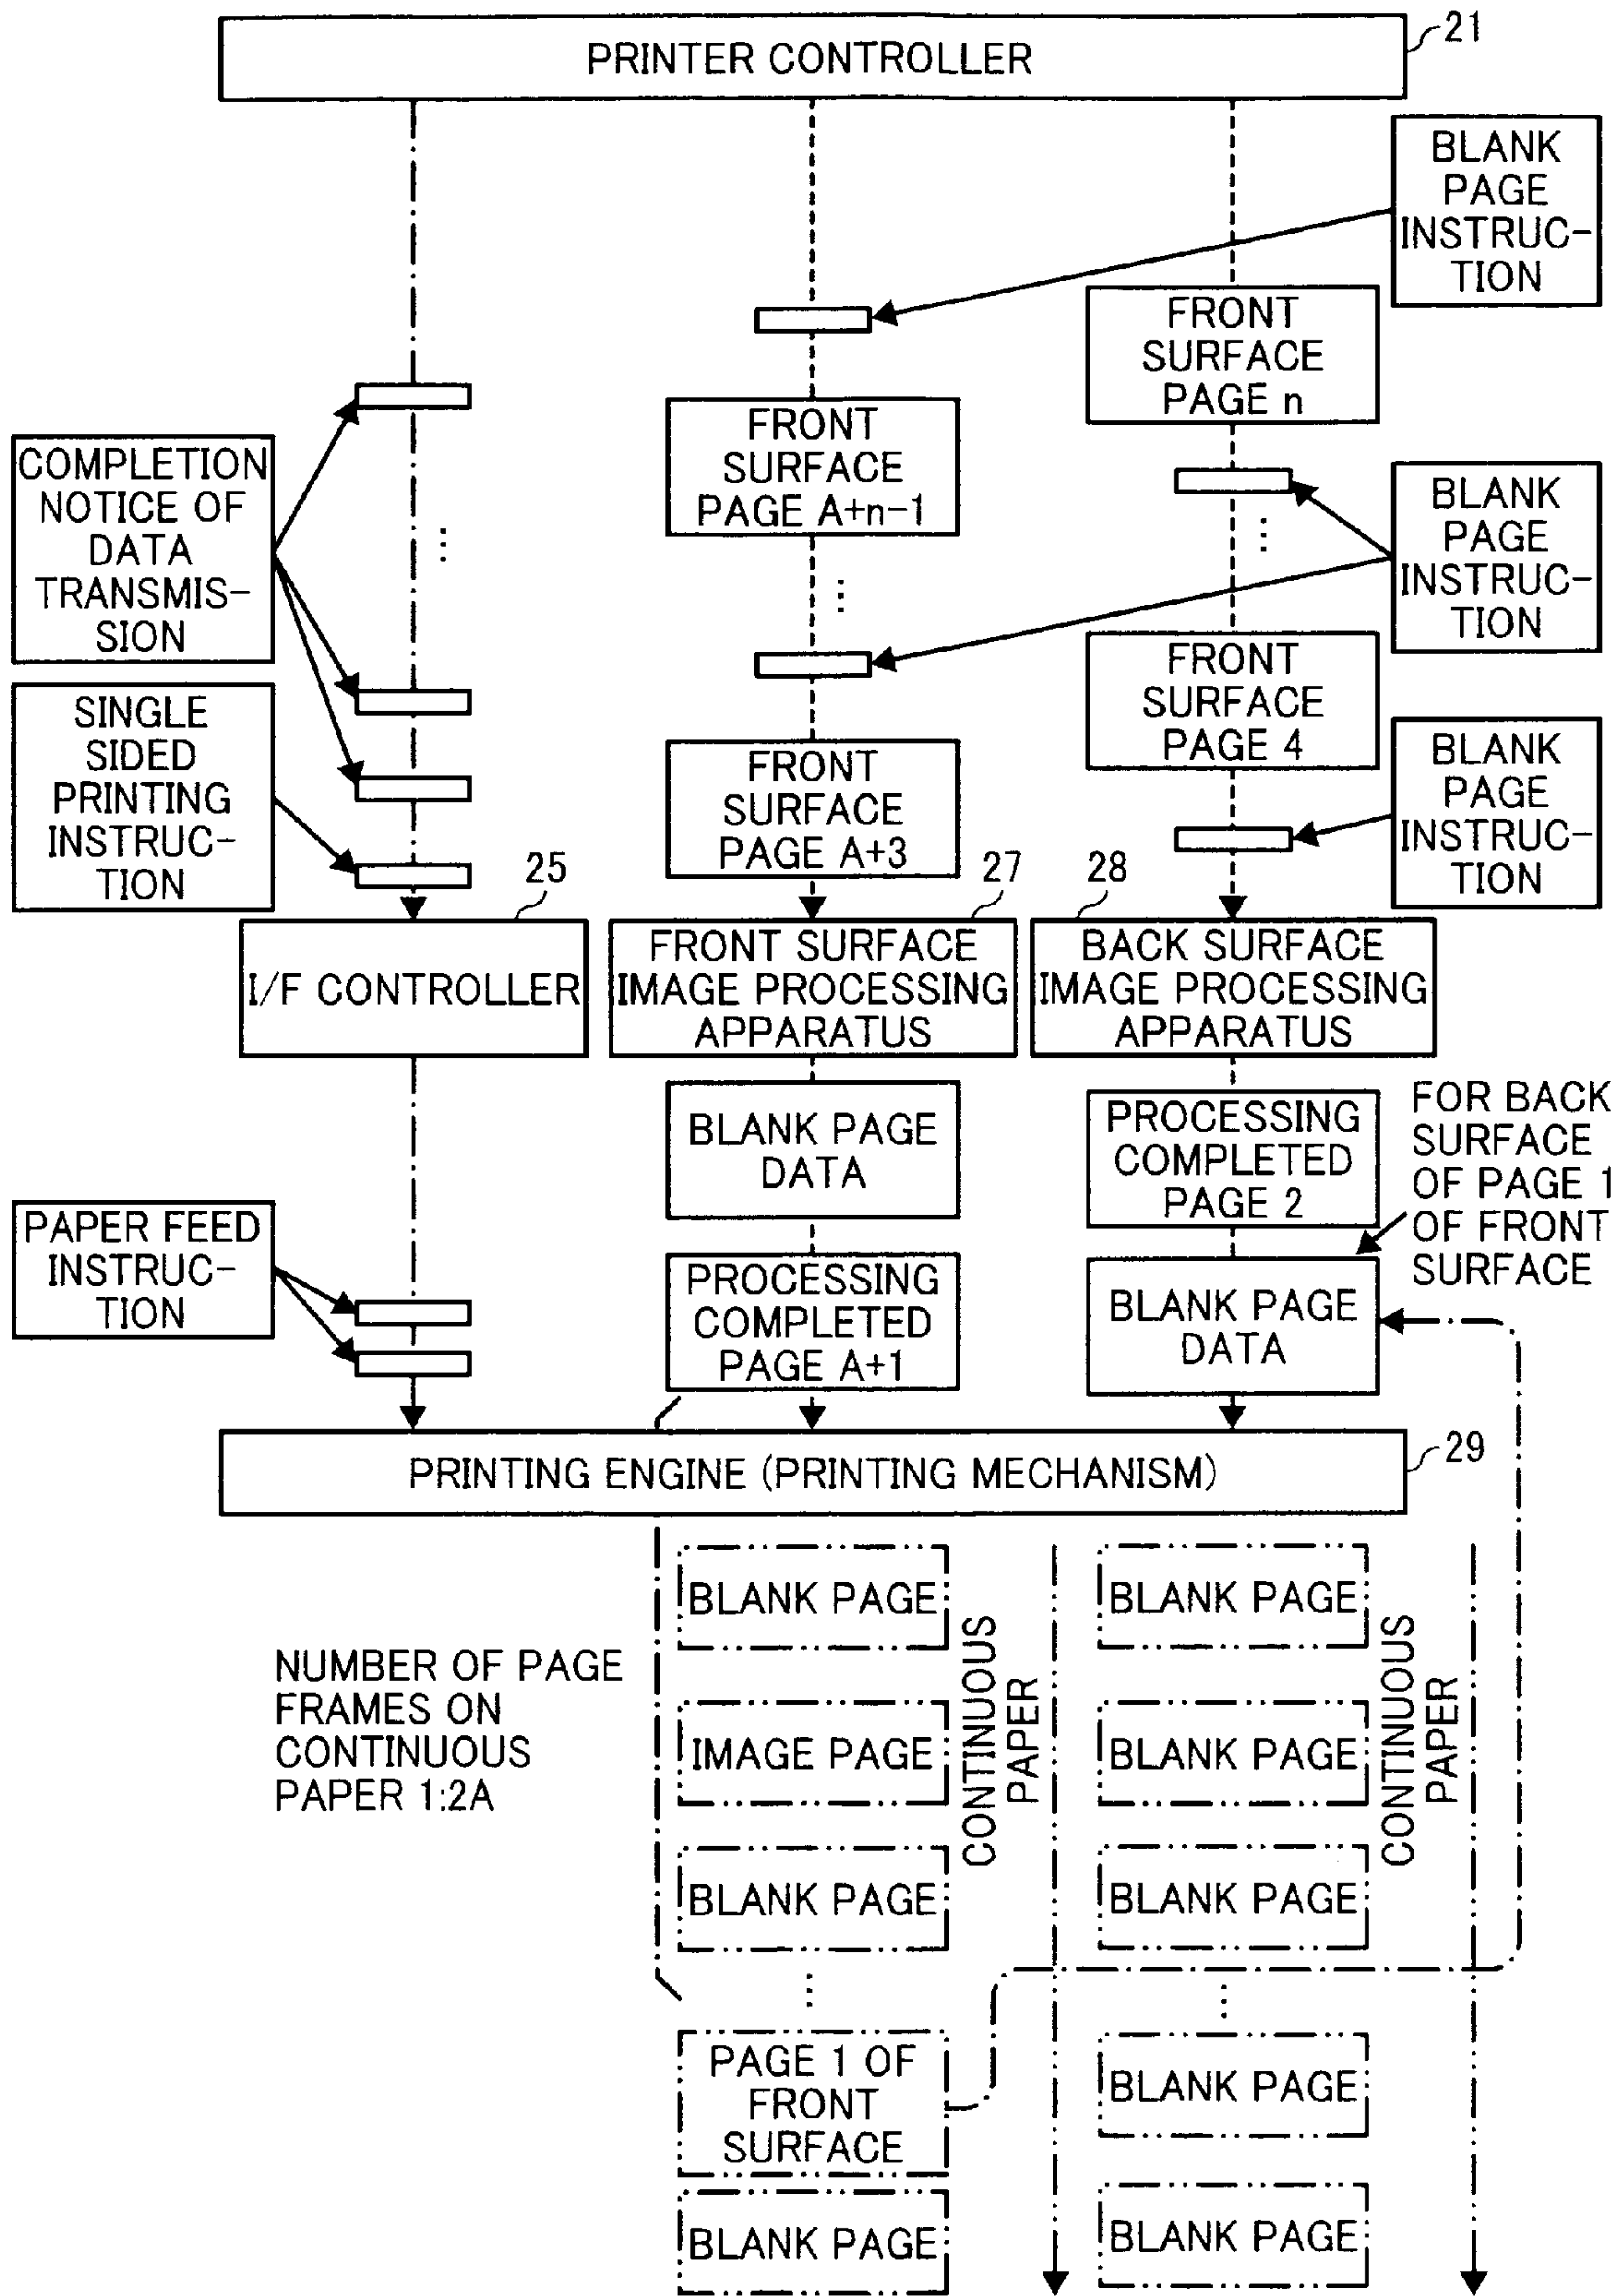 PRINTER CONTROLLER
21
BLANK
PAGE
INSTRUC-
TION
FRONT
SURFACE
PAGE n
FRONT
SURFACE
PAGE A+n-1
COMPLETION
NOTICE OF
DATA
TRANSMIS-
SION
BLANK
PAGE
INSTRUC-
TION
FRONT
SURFACE
PAGE 4
SINGLE
SIDED
PRINTING
INSTRUC-
TION
FRONT
SURFACE
PAGE A+3
BLANK
PAGE
INSTRUC-
TION
25
27
28
I/F CONTROLLER
FRONT SURFACE
IMAGE PROCESSING
APPARATUS
BACK SURFACE
IMAGE PROCESSING
APPARATUS
BLANK PAGE
DATA
PROCESSING
COMPLETED
PAGE 2
FOR BACK
SURFACE
OF PAGE 1
OF FRONT
SURFACE
PAPER FEED
INSTRUC-
TION
PROCESSING
COMPLETED
PAGE A+1
BLANK PAGE
DATA
PRINTING ENGINE (PRINTING MECHANISM)
29
NUMBER OF PAGE
FRAMES ON
CONTINUOUS
PAPER 1:2A
BLANK PAGE
IMAGE PAGE
BLANK PAGE
PAGE 1 OF
FRONT
SURFACE
BLANK PAGE
CONTINUOUS
PAPER
BLANK PAGE
BLANK PAGE
BLANK PAGE
BLANK PAGE
BLANK PAGE
CONTINUOUS
PAPER